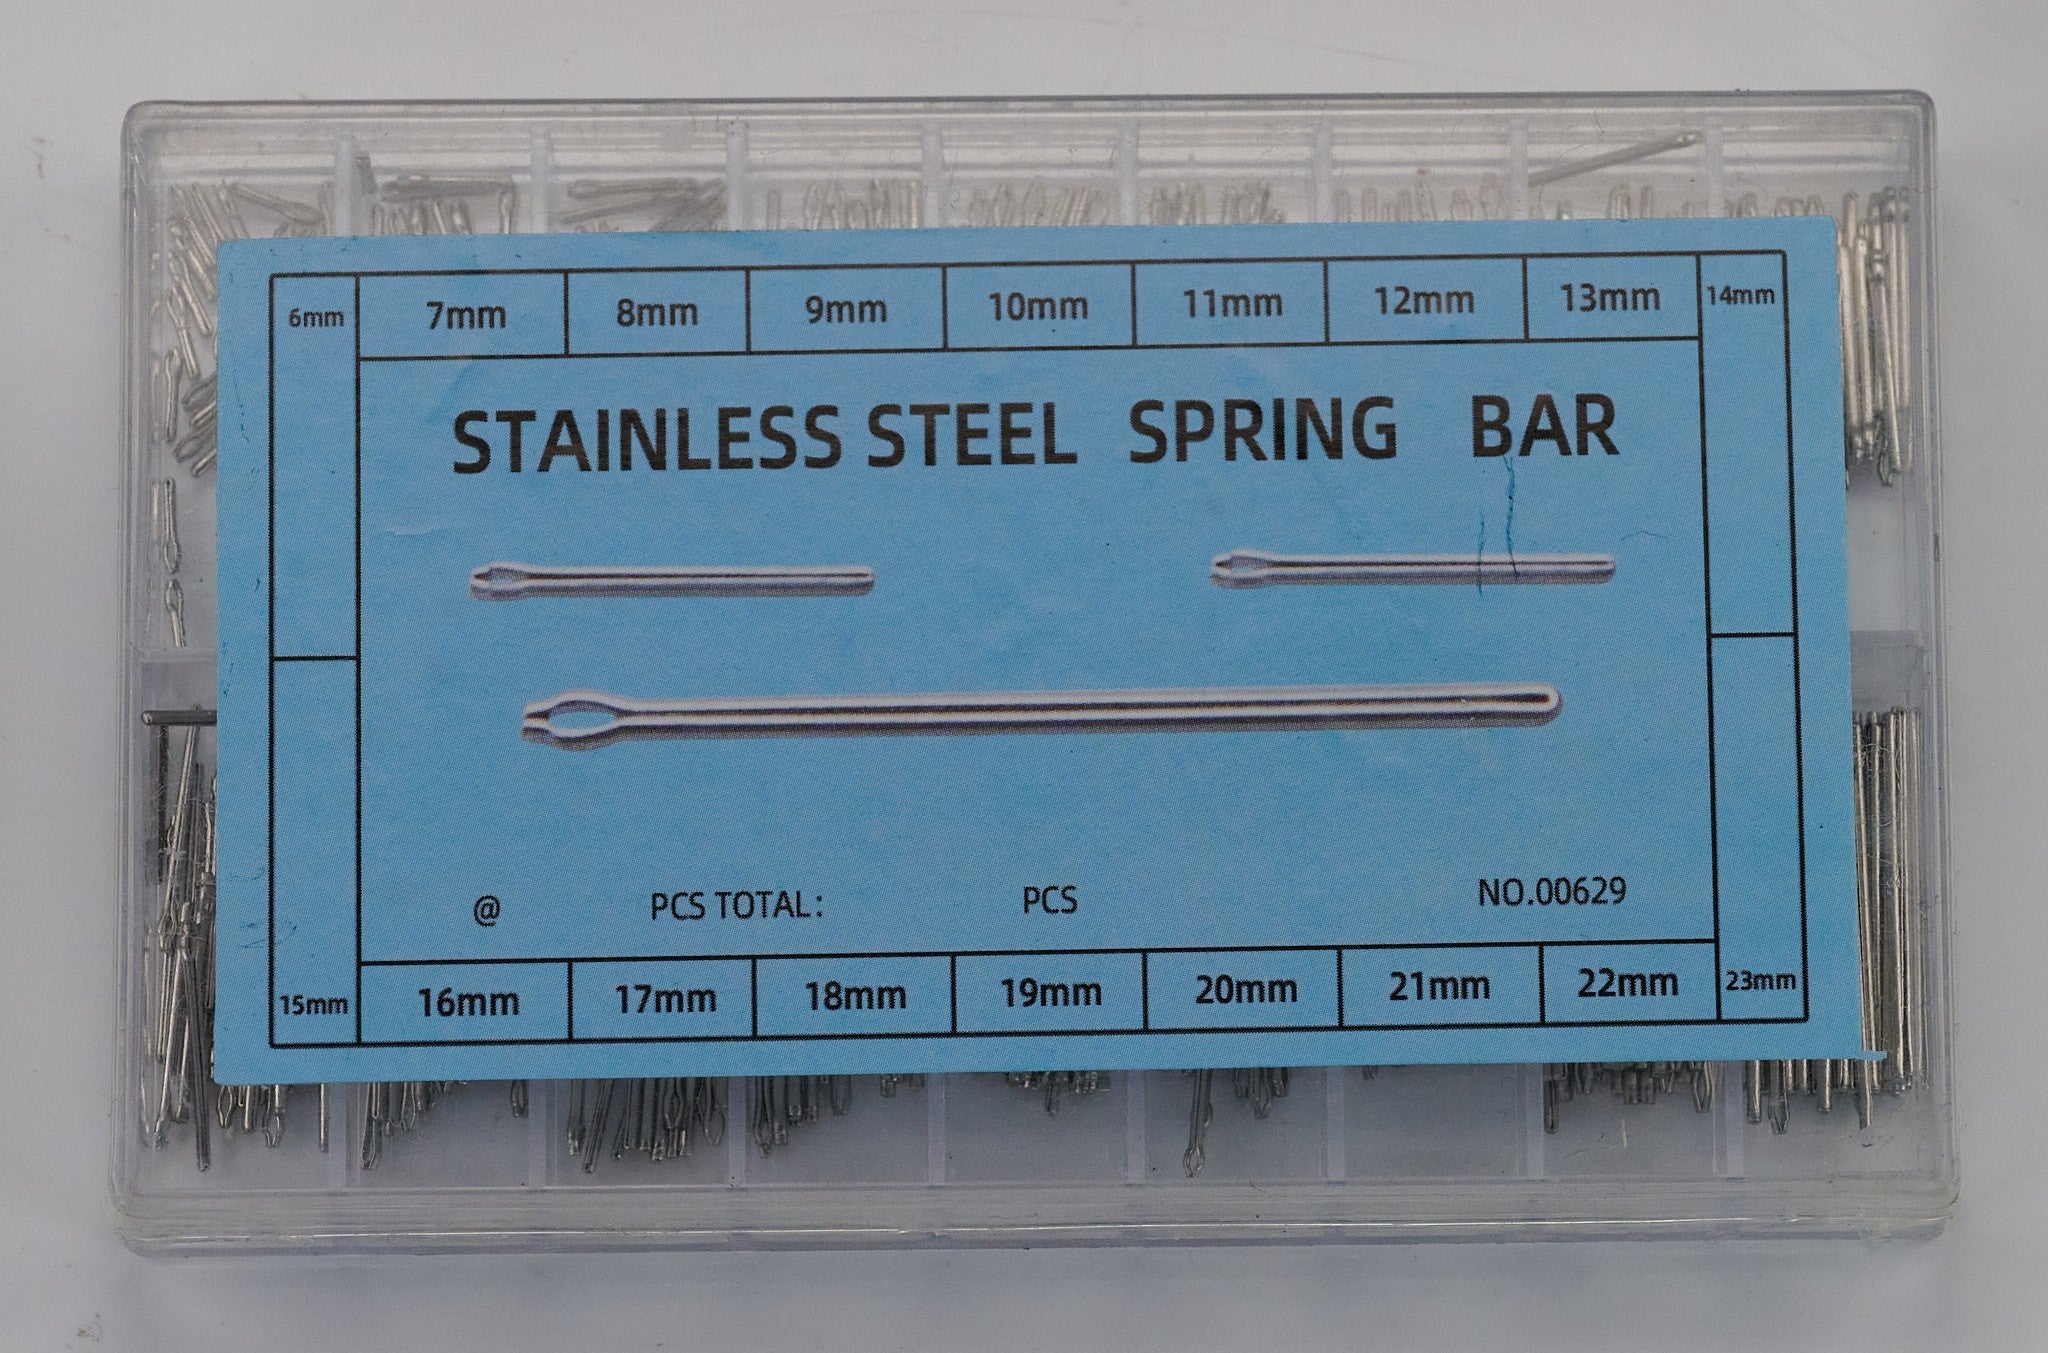 6mm 7mm 8mm 9mm 10mm 11mm 12mm 13mm 14mm
STAINLESS STEEL SPRING BAR
@ PCS TOTAL: PCS NO.00629
15mm 16mm 17mm 18mm 19mm 20mm 21mm 22mm 23mm